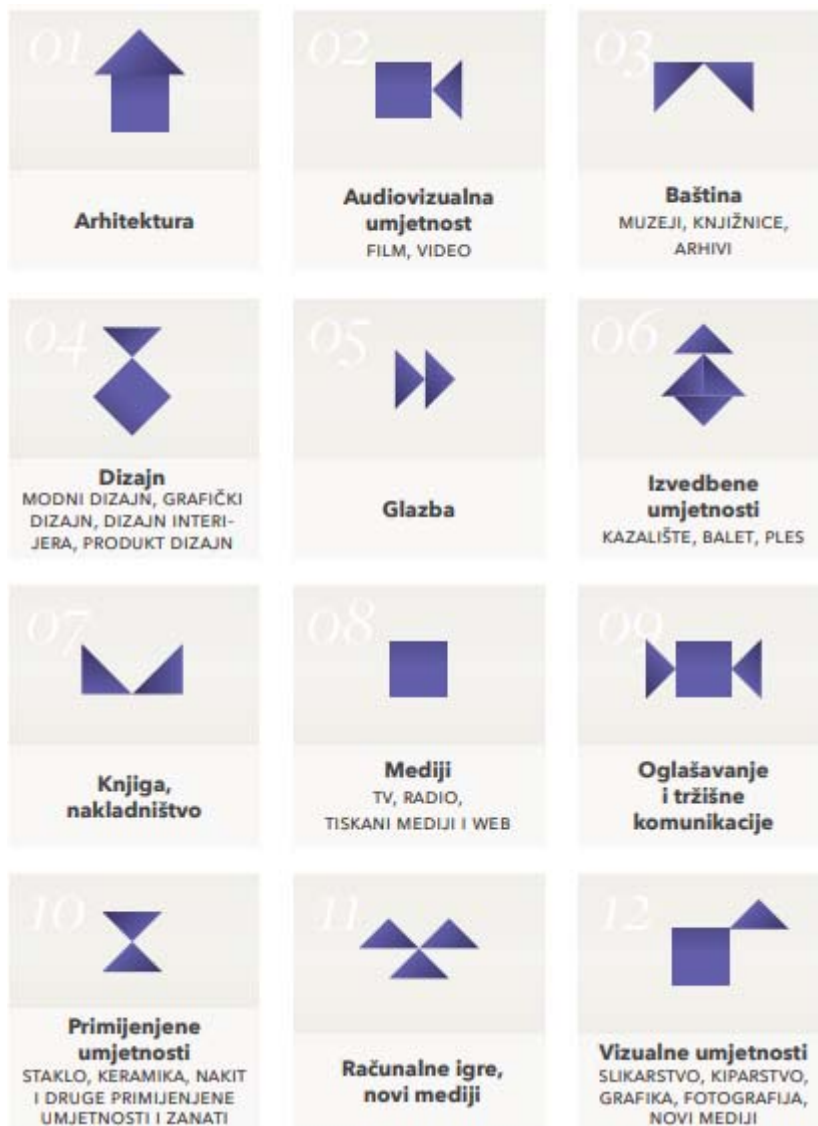 01
Arhitektura
02
Audiovizualna
umjetnost
FILM, VIDEO
03
Baština
MUZEJI, KNJIŽNICE,
ARHIVI
04
Dizajn
MODNI DIZAJN, GRAFIČKI
DIZAJN, DIZAJN INTERI-
JERA, PRODUKT DIZAJN
05
Glazba
06
Izvedbene
umjetnosti
KAZALIŠTE, BALET, PLES
07
Knjiga,
nakladništvo
08
Mediji
TV, RADIO,
TISKANI MEDIJI I WEB
09
Oglašavanje
i tržišne
komunikacije
10
Primijenjene
umjetnosti
STAKLO, KERAMIKA, NAKIT
I DRUGE PRIMIJENJENE
UMJETNOSTI I ZANATI
11
Računalne igre,
novi mediji
12
Vizualne umjetnosti
SLIKARSTVO, KIPARSTVO,
GRAFIKA, FOTOGRAFIJA,
NOVI MEDIJI